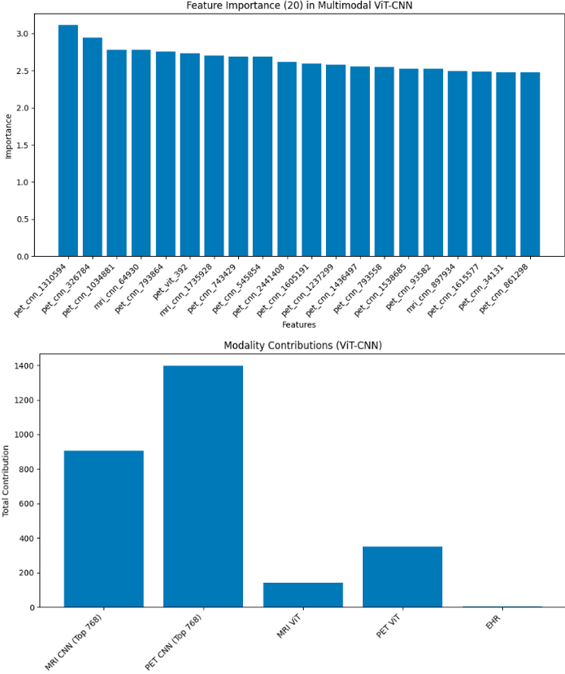 Feature Importance (20) in Multimodal ViT-CNN
3.0
2.5
2.0
1.5
1.0
0.5
0.0
Importance
pet_cnn_1310594
pet_cnn_326784
pet_cnn_1034881
mri_cnn_64930
pet_cnn_793864
pet_vit_392
mri_cnn_1735928
pet_cnn_743429
pet_cnn_545854
pet_cnn_2441408
pet_cnn_1605191
pet_cnn_1237299
pet_cnn_1436497
pet_cnn_793558
pet_cnn_1538685
pet_cnn_93582
mri_cnn_897934
pet_cnn_1615577
pet_cnn_34131
pet_cnn_861298
Features
Modality Contributions (ViT-CNN)
1400
1200
1000
800
600
400
200
0
Total Contribution
MRI CNN (Top 768)
PET CNN (Top 768)
MRI ViT
PET ViT
EHR